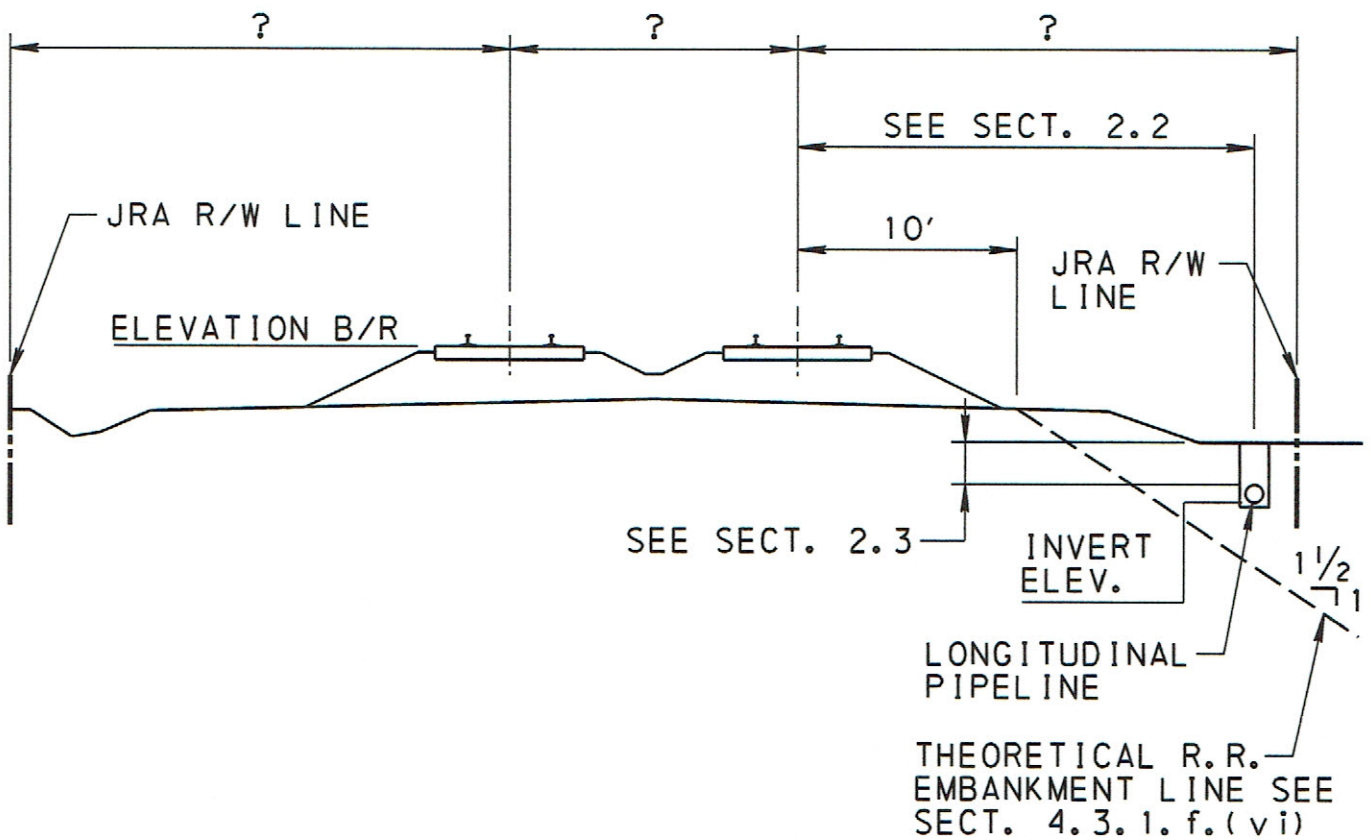 ? ? ?
SEE SECT. 2.2
JRA R/W LINE
10'
JRA R/W
LINE
ELEVATION B/R
SEE SECT. 2.3
INVERT
ELEV.
1 1/2
1
LONGITUDINAL
PIPELINE
THEORETICAL R.R.
EMBANKMENT LINE SEE
SECT. 4.3.1.f.(vi)